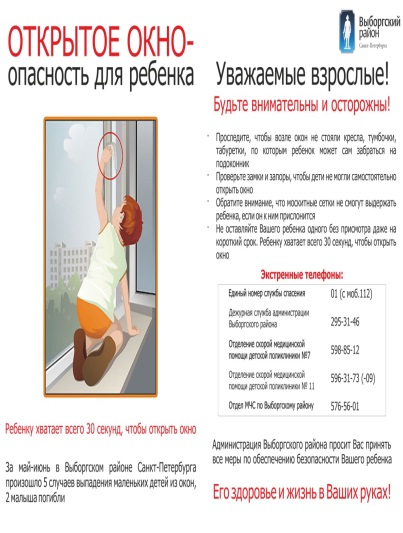 ОТКРЫТОЕ ОКНО-
опасность для ребенка
Ребенку хватает всего 30 секунд, чтобы открыть окно
За май-июнь в Выборгском районе Санкт-Петербурга
произошло 5 случаев выпадения маленьких детей из окон,
2 малыша погибли
Выборгский
район
Санкт-Петербурга
Уважаемые взрослые!
Будьте внимательны и осторожны!
- Проследите, чтобы возле окон не стояли кресла, тумбочки,
табуретки, по которым ребенок может сам забраться на
подоконник
- Проверьте замки и запоры, чтобы дети не могли самостоятельно
открыть окно
- Обратите внимание, что москитные сетки не смогут выдержать
ребенка, если он к ним прислонится
- Не оставляйте Вашего ребенка одного без присмотра даже на
короткий срок. Ребенку хватает всего 30 секунд, чтобы открыть
окно
Экстренные телефоны:
Единый номер службы спасения 01 (с моб.112)
Дежурная служба администрации
Выборгского района 295-31-46
Отделение скорой медицинской
помощи детской поликлиники №7 598-85-12
Отделение скорой медицинской
помощи детской поликлиники № 11 596-31-73 (-09)
Отдел МЧС по Выборгскому району 576-56-01
Администрация Выборгского района просит Вас принять
все меры по обеспечению безопасности Вашего ребенка
Его здоровье и жизнь в Ваших руках!